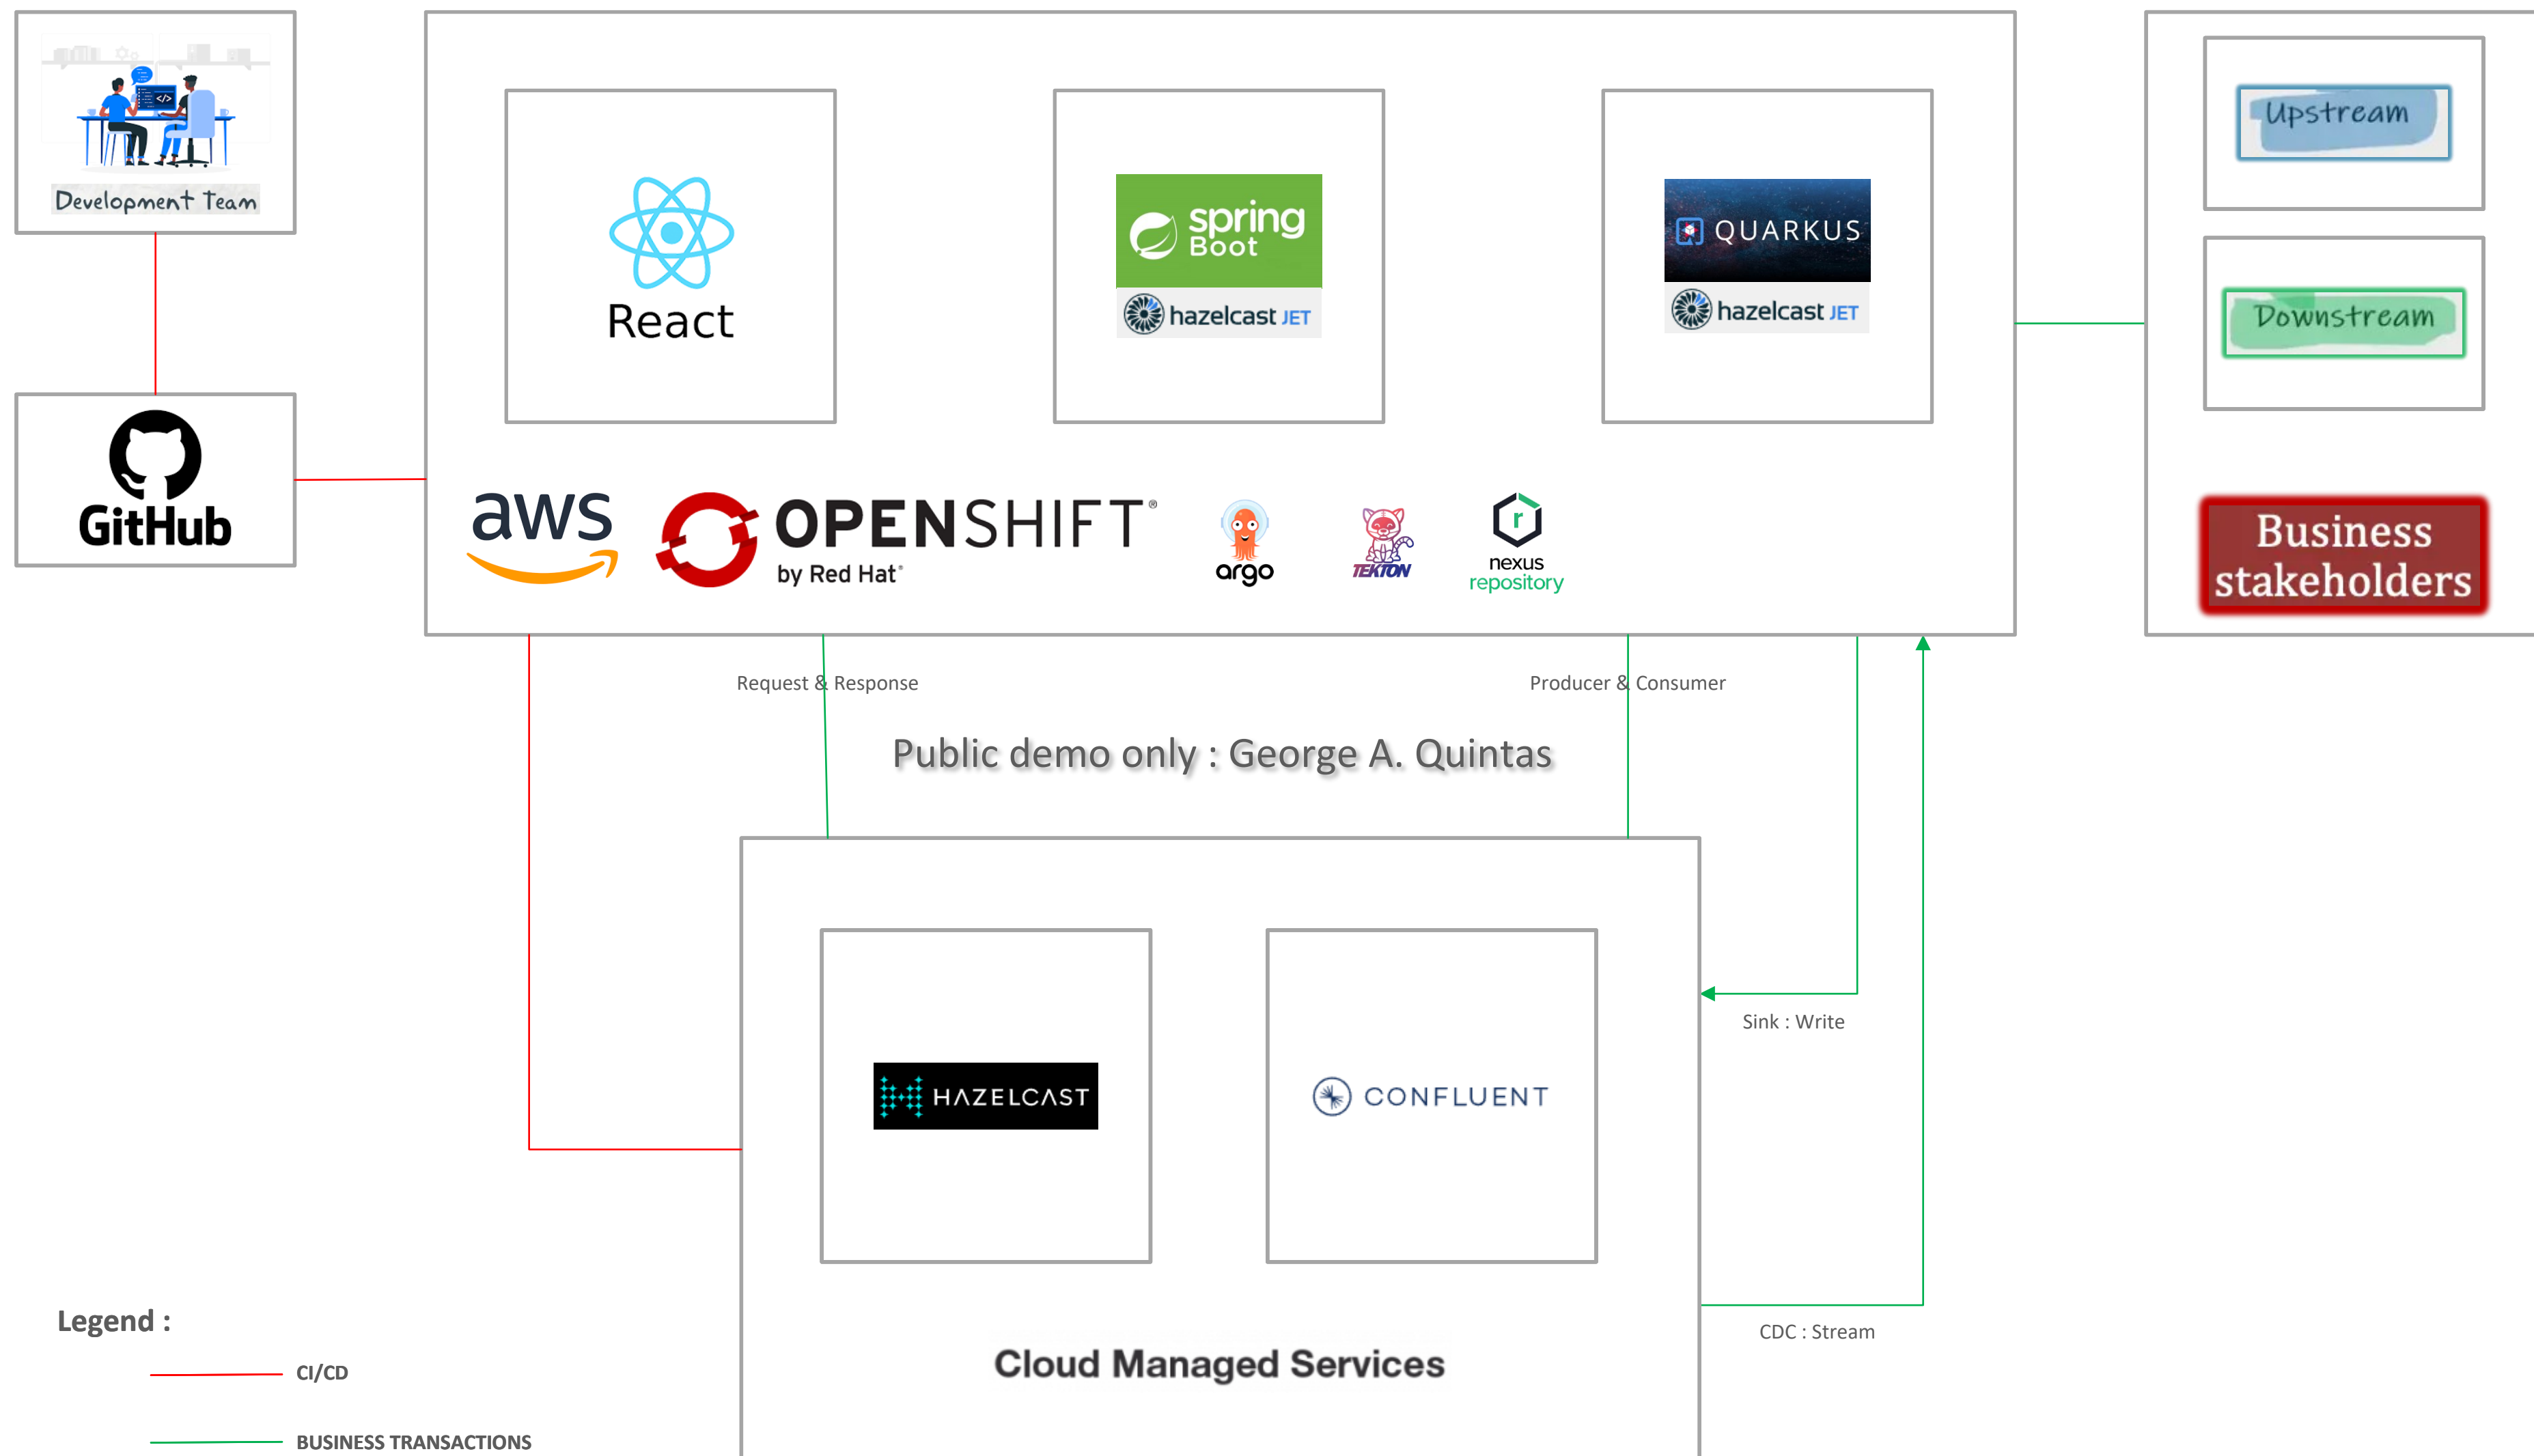 Development Team
GitHub
React
spring
Boot
hazelcast JET
QUARKUS
hazelcast JET
aws
OPENSHIFT®
by Red Hat®
argo
TEKTON
r
nexus
repository
Upstream
Downstream
Business
stakeholders
Request & Response
Producer & Consumer
Public demo only : George A. Quintas
Sink : Write
HAZELCAST
CONFLUENT
CDC : Stream
Cloud Managed Services
Legend :
CI/CD
BUSINESS TRANSACTIONS